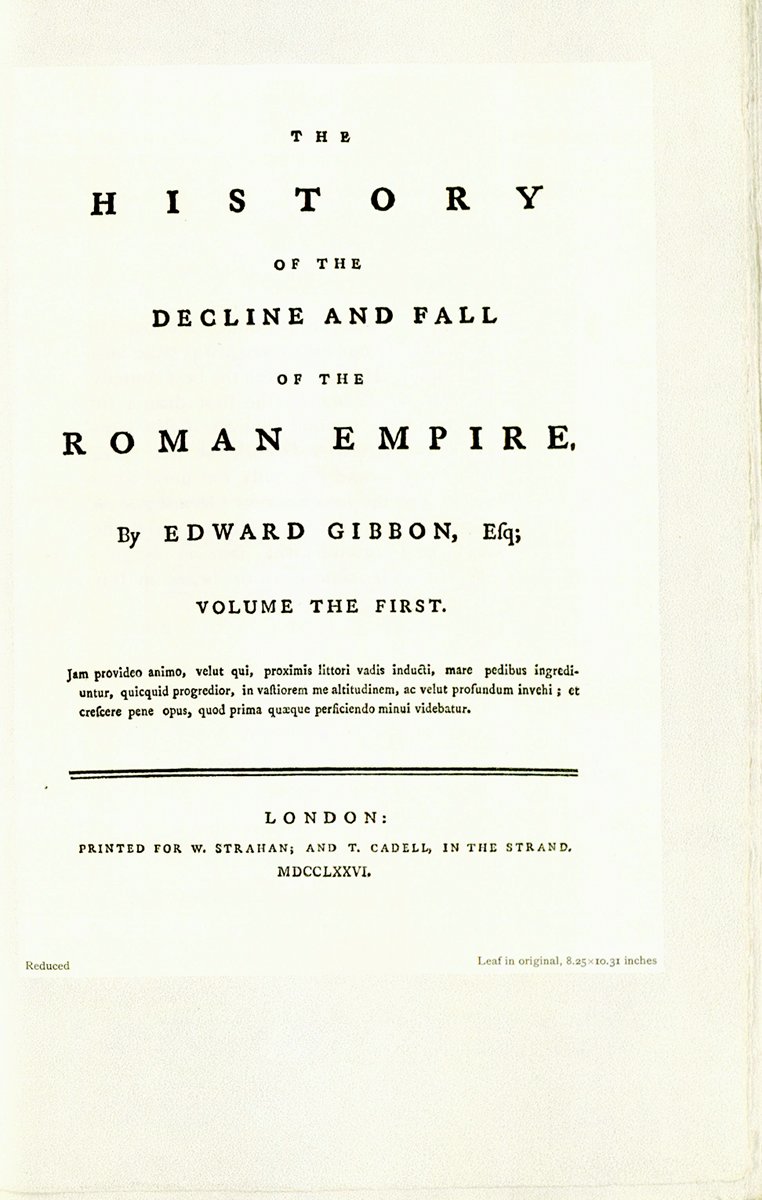 THE
HISTORY
OF THE
DECLINE AND FALL
OF THE
ROMAN EMPIRE,
By EDWARD GIBBON, Eſq;
VOLUME THE FIRST.
Jam provideo animo, velut qui, proximis littori vadis inducti, mare pedibus ingredi-
untur, quicquid progredior, in vaſtiorem me altitudinem, ac velut profundum invehi; et
creſcere pene opus, quod prima quæque perficiendo minui videbatur.
LONDON:
PRINTED FOR W. STRAHAN; AND T. CADELL, IN THE STRAND.
MDCCLXXVI.
Reduced
Leaf in original, 8.25×10.31 inches